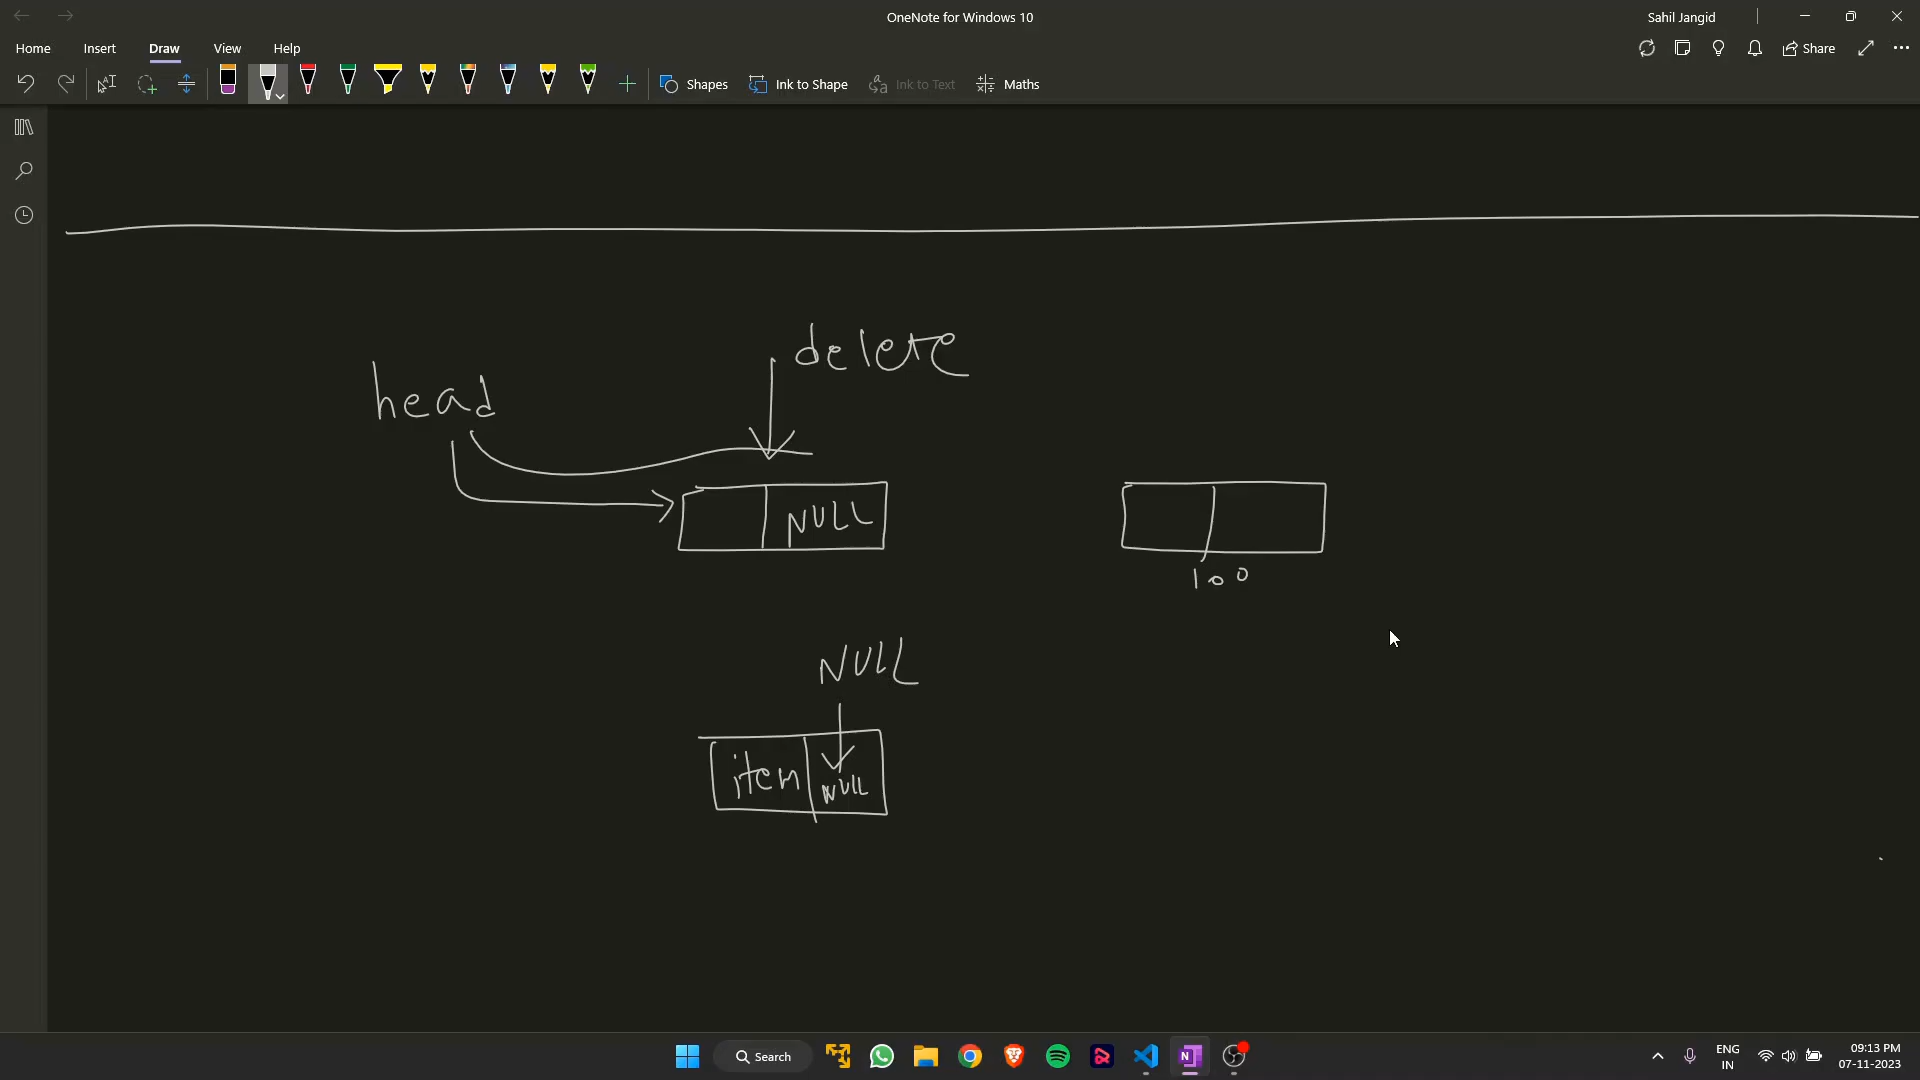 OneNote for Windows 10
Sahil Jangid
Home Insert Draw View Help
Share
Shapes Ink to Shape Ink to Text Maths
delete
head
NULL
100
NULL
item NULL
Search
ENG
IN
09:13 PM
07-11-2023